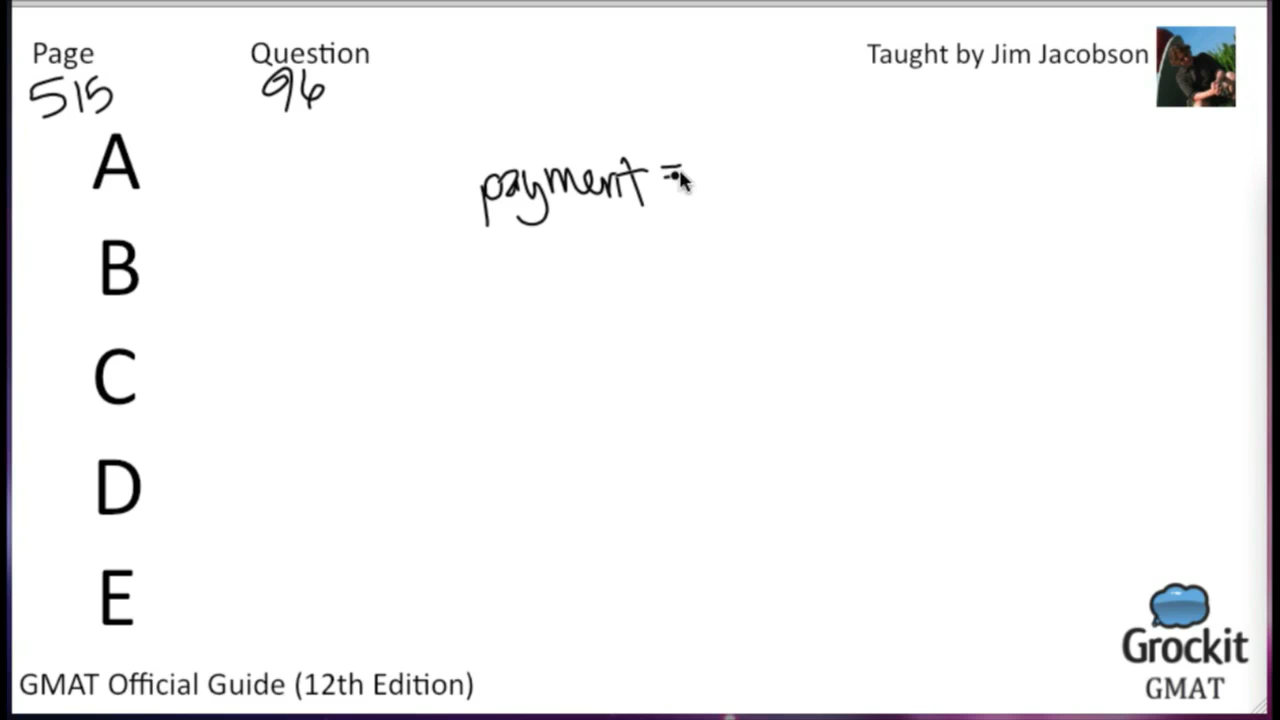 Page Question Taught by Jim Jacobson
515 96
A
payment =
B
C
D
E
Grockit
GMAT
GMAT Official Guide (12th Edition)